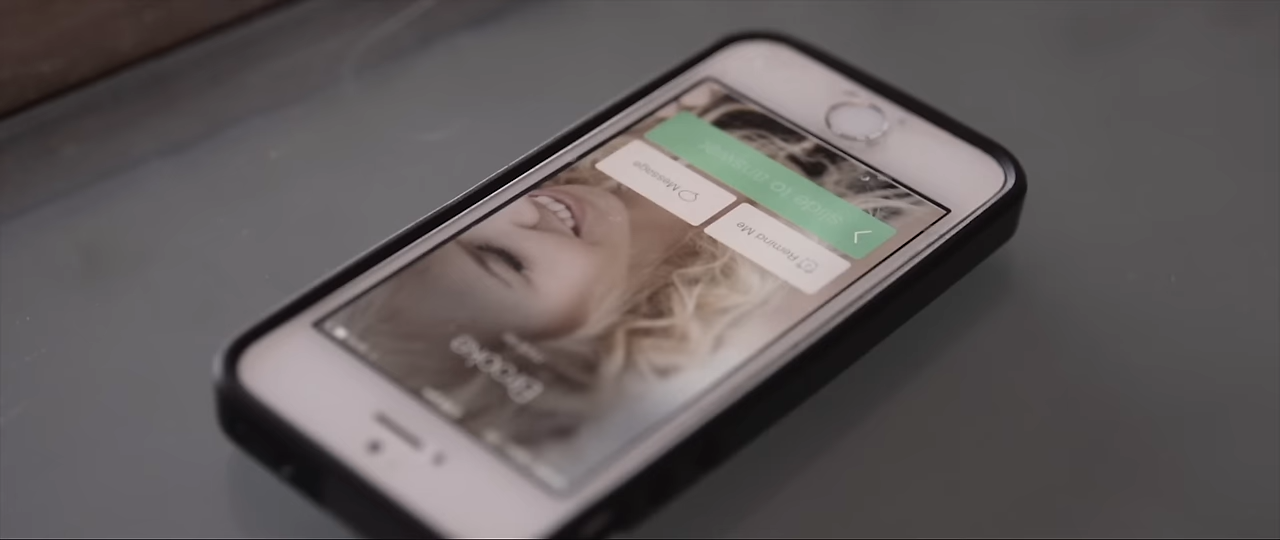 Brooke
mobile
Remind Me
Message
slide to answer